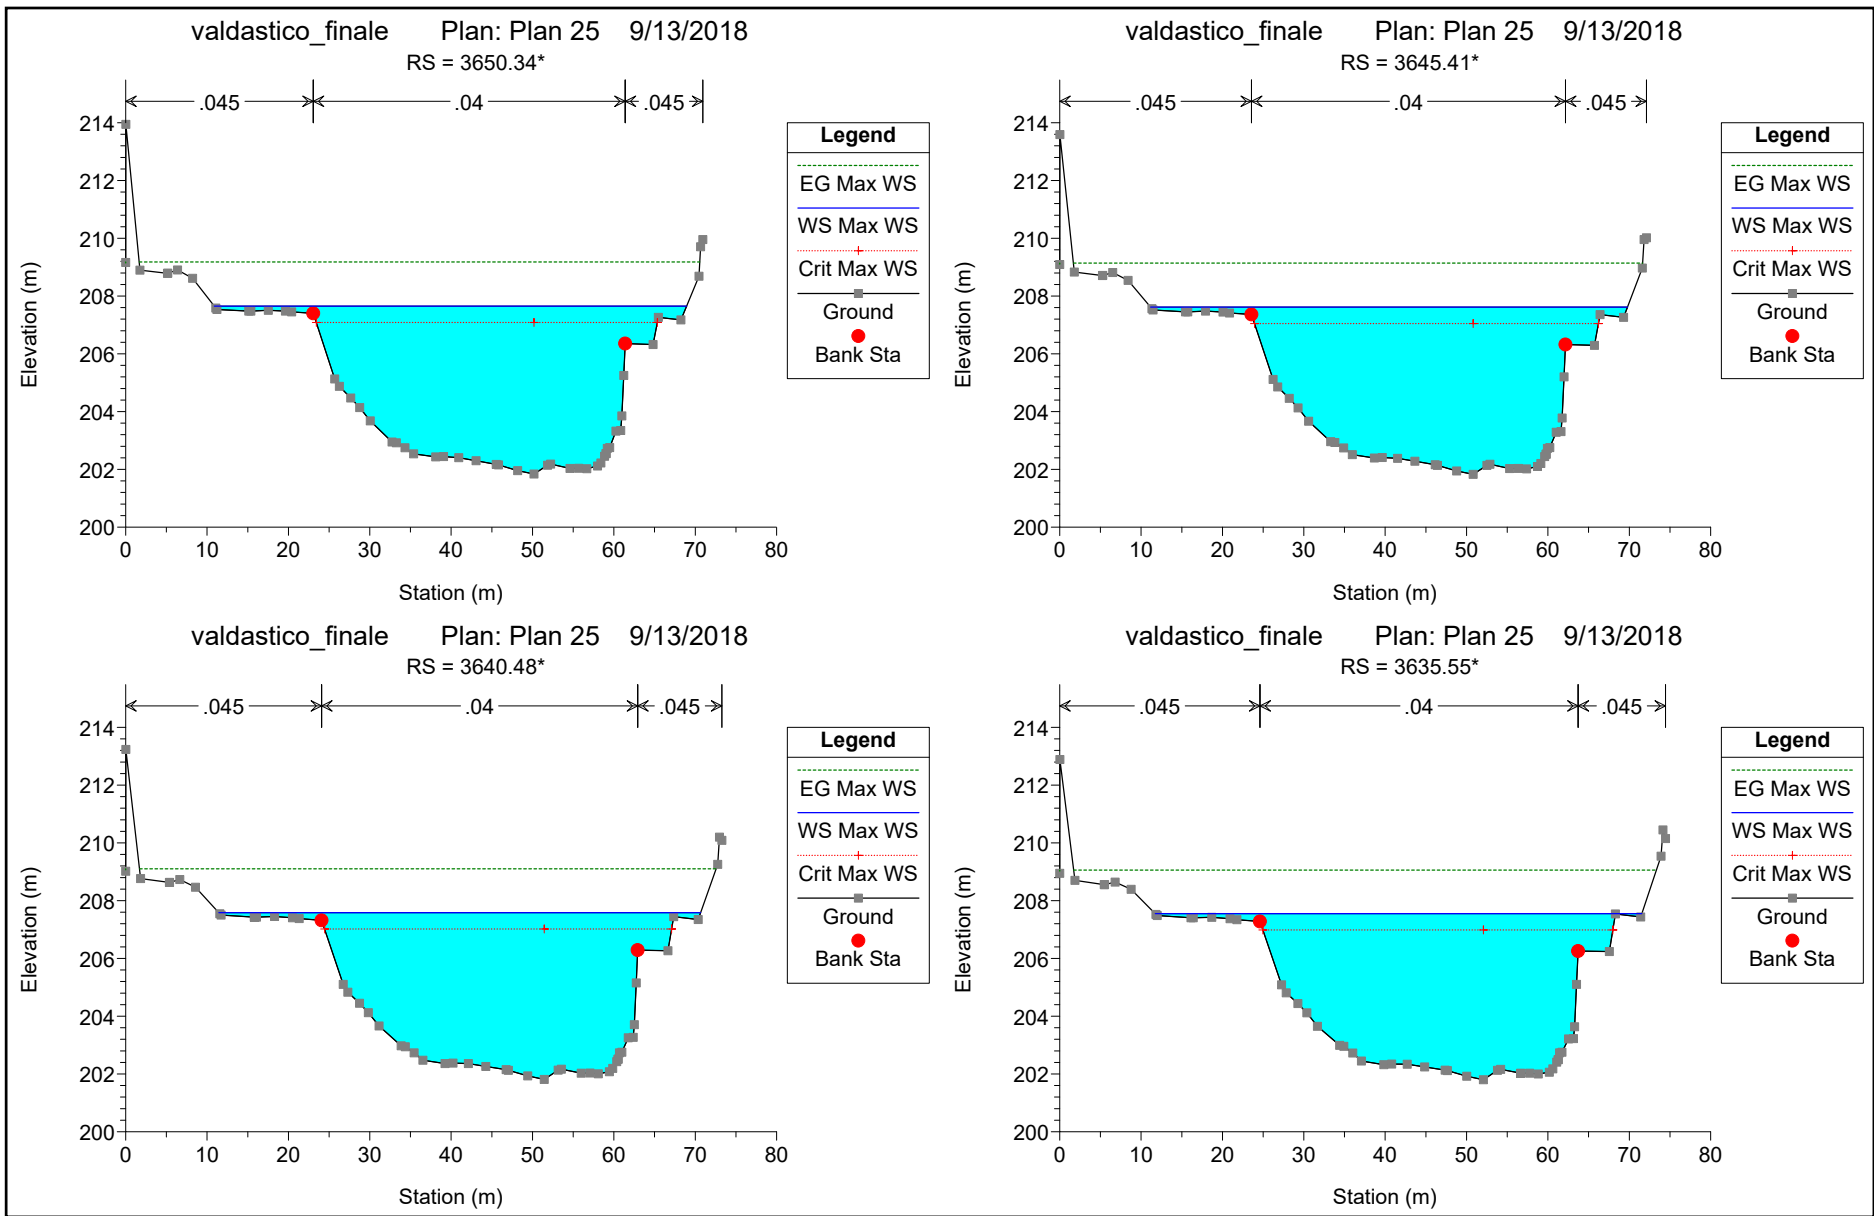 valdastico_finale Plan: Plan 25 9/13/2018
RS = 3650.34*
.045 .04 .045
214
212
210
208
206
204
202
200
0 10 20 30 40 50 60 70 80
Elevation (m)
Station (m)
Legend
EG Max WS
WS Max WS
Crit Max WS
Ground
Bank Sta
valdastico_finale Plan: Plan 25 9/13/2018
RS = 3645.41*
.045 .04 .045
214
212
210
208
206
204
202
200
0 10 20 30 40 50 60 70 80
Elevation (m)
Station (m)
Legend
EG Max WS
WS Max WS
Crit Max WS
Ground
Bank Sta
valdastico_finale Plan: Plan 25 9/13/2018
RS = 3640.48*
.045 .04 .045
214
212
210
208
206
204
202
200
0 10 20 30 40 50 60 70 80
Elevation (m)
Station (m)
Legend
EG Max WS
WS Max WS
Crit Max WS
Ground
Bank Sta
valdastico_finale Plan: Plan 25 9/13/2018
RS = 3635.55*
.045 .04 .045
214
212
210
208
206
204
202
200
0 10 20 30 40 50 60 70 80
Elevation (m)
Station (m)
Legend
EG Max WS
WS Max WS
Crit Max WS
Ground
Bank Sta